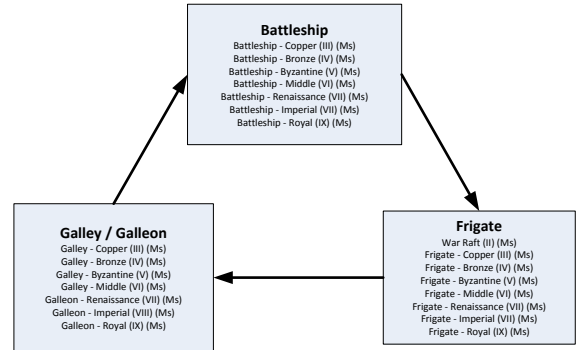 Battleship
Battleship - Copper (III) (Ms)
Battleship - Bronze (IV) (Ms)
Battleship - Byzantine (V) (Ms)
Battleship - Middle (VI) (Ms)
Battleship - Renaissance (VII) (Ms)
Battleship - Imperial (VII) (Ms)
Battleship - Royal (IX) (Ms)
Galley / Galleon
Galley - Copper (III) (Ms)
Galley - Bronze (IV) (Ms)
Galley - Byzantine (V) (Ms)
Galley - Middle (VI) (Ms)
Galleon - Renaissance (VII) (Ms)
Galleon - Imperial (VIII) (Ms)
Galleon - Royal (IX) (Ms)
Frigate
War Raft (II) (Ms)
Frigate - Copper (III) (Ms)
Frigate - Bronze (IV) (Ms)
Frigate - Byzantine (V) (Ms)
Frigate - Middle (VI) (Ms)
Frigate - Renaissance (VII) (Ms)
Frigate - Imperial (VII) (Ms)
Frigate - Royal (IX) (Ms)